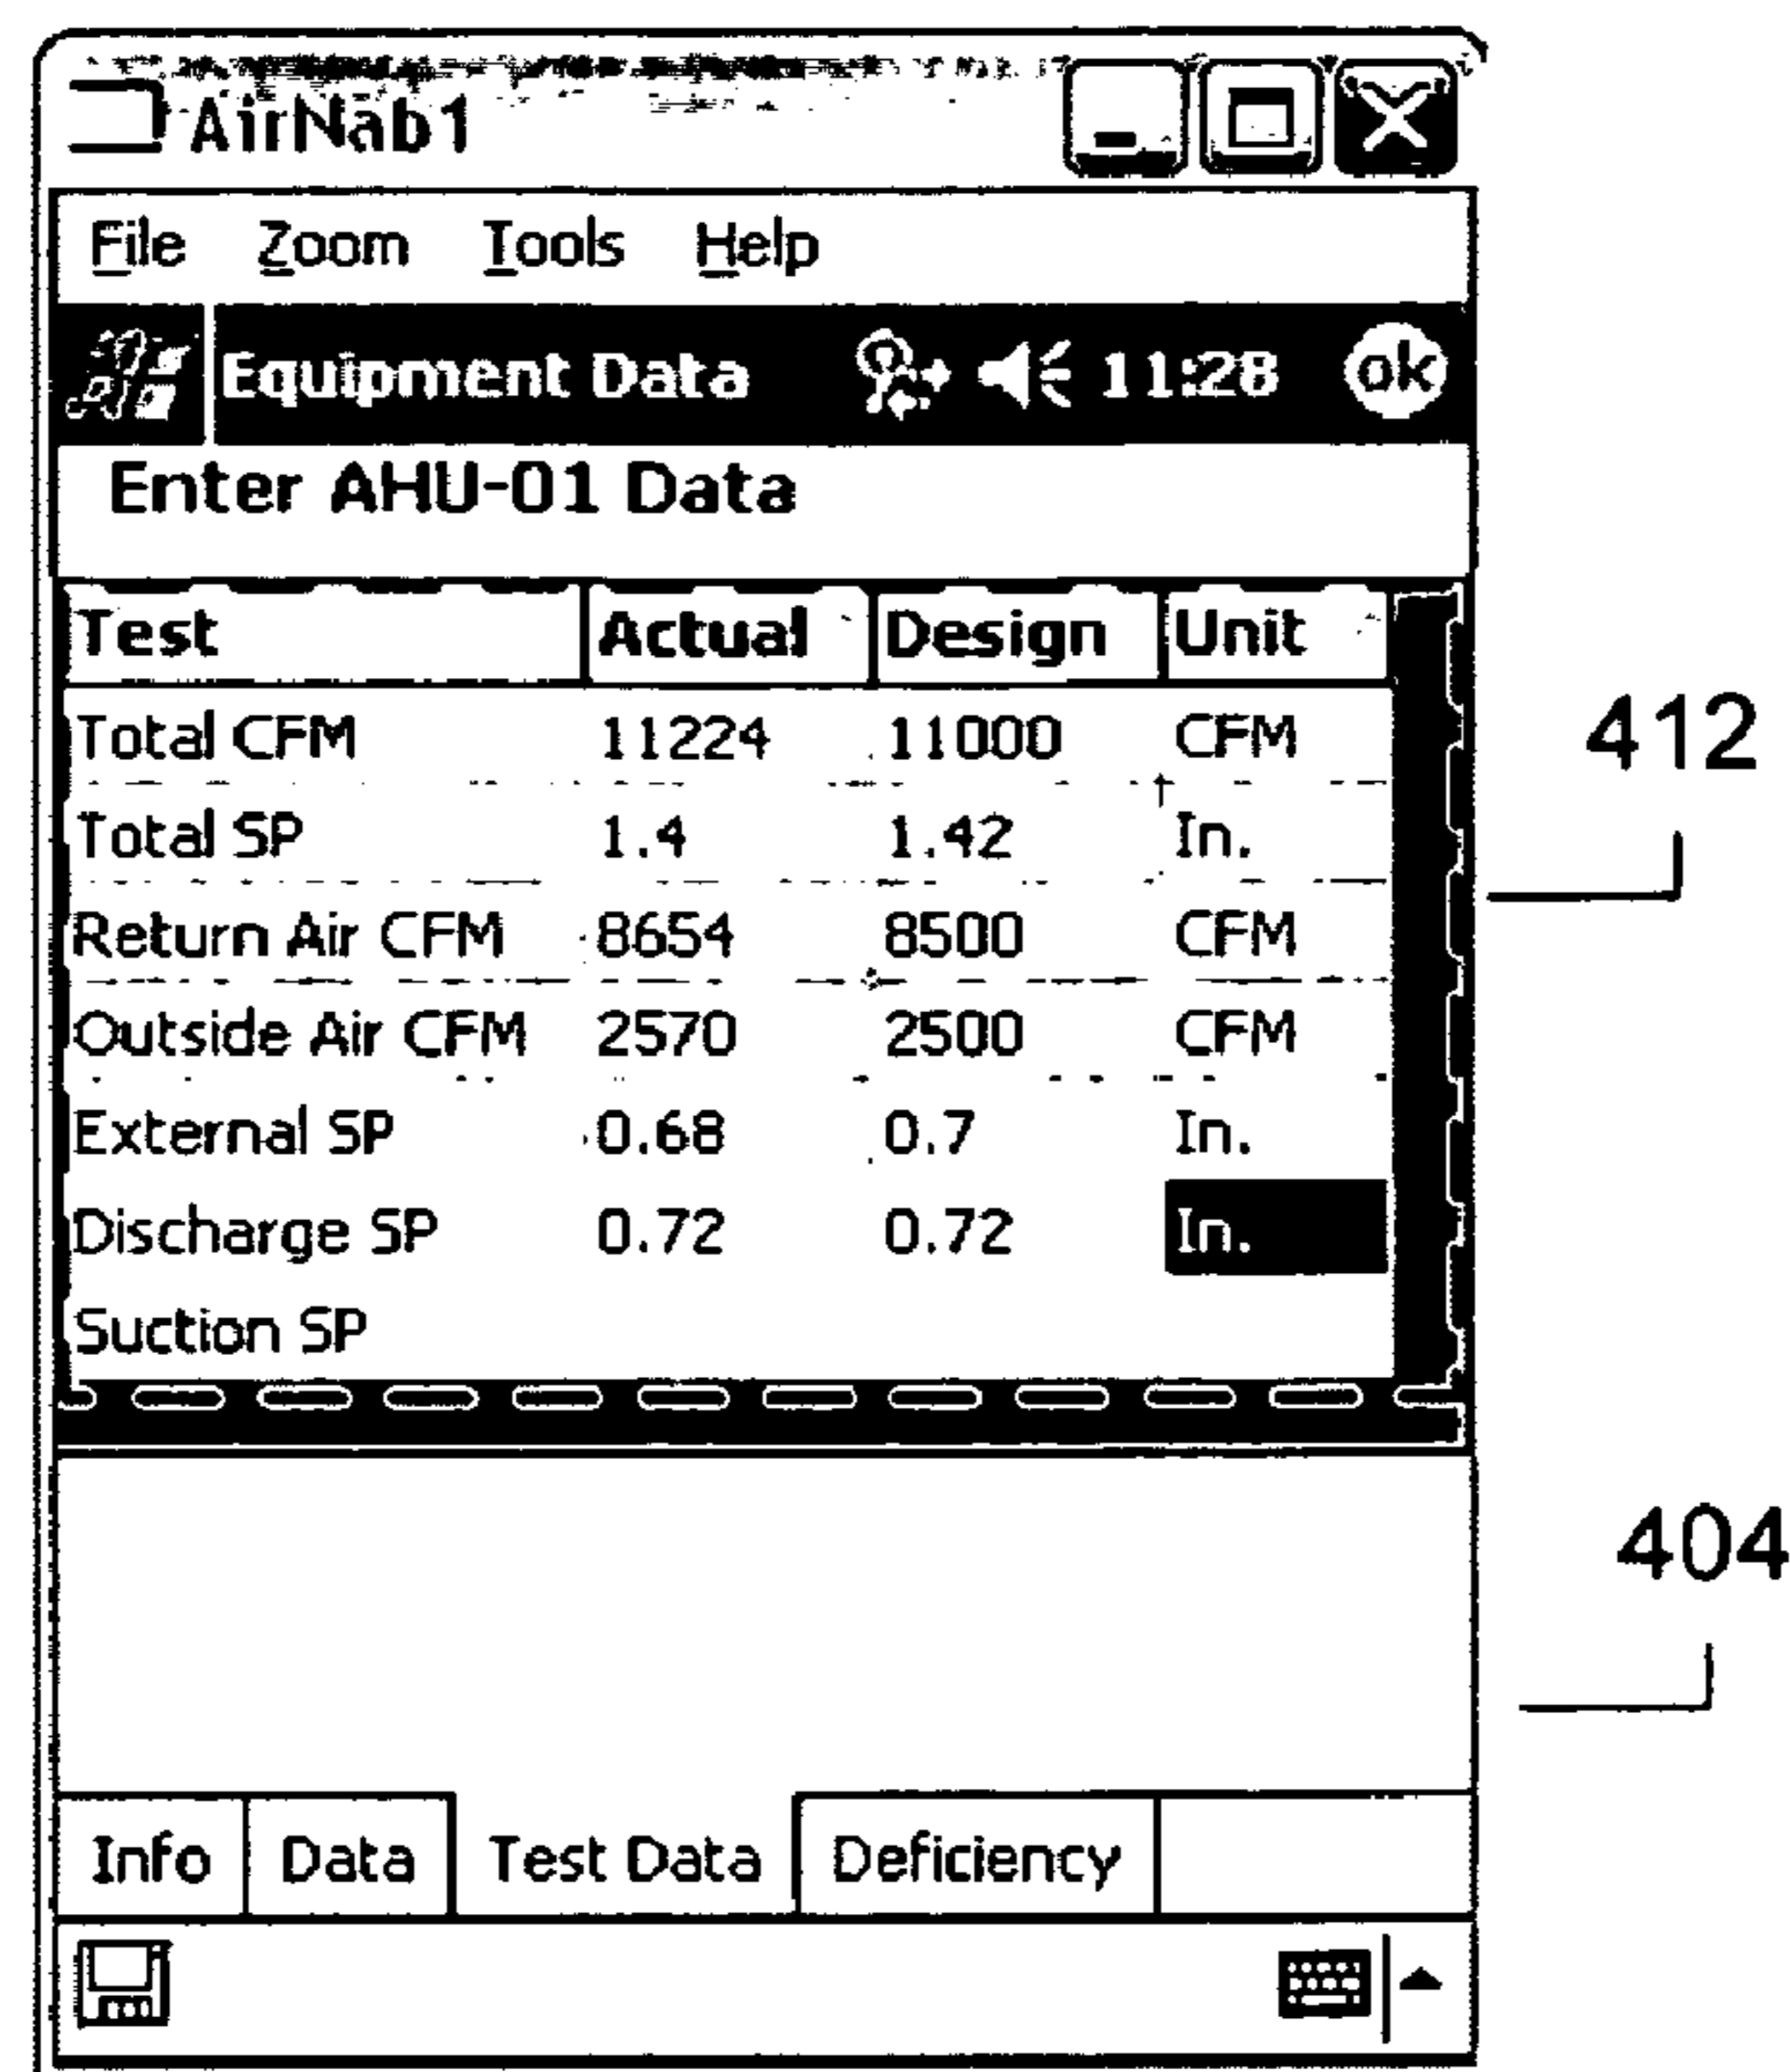 AirNab1
File Zoom Tools Help
Equipment Data 11:28 ok
Enter AHU-01 Data
Test Actual Design Unit
Total CFM 11224 11000 CFM
412
Total SP 1.4 1.42 In.
Return Air CFM 8654 8500 CFM
Outside Air CFM 2570 2500 CFM
External SP 0.68 0.7 In.
Discharge SP 0.72 0.72 In.
Suction SP
404
Info Data Test Data Deficiency